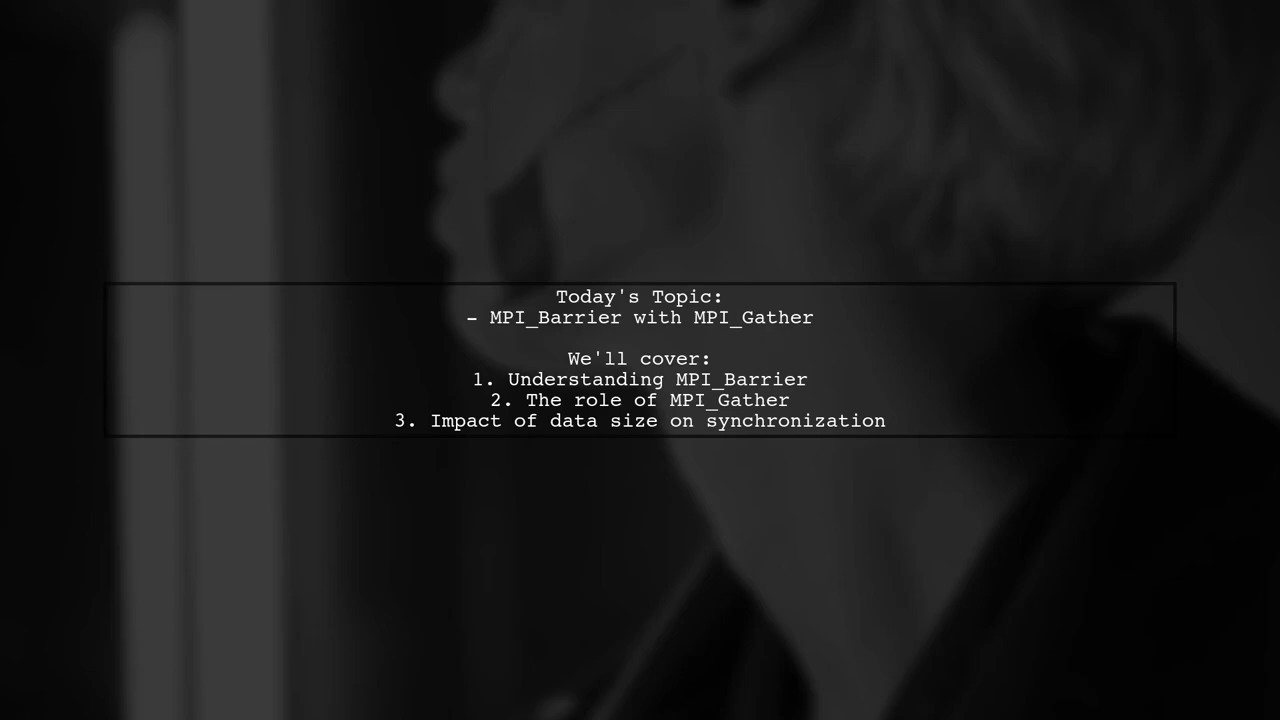 Today's Topic:
– MPI_Barrier with MPI_Gather
We'll cover:
1. Understanding MPI_Barrier
2. The role of MPI_Gather
3. Impact of data size on synchronization